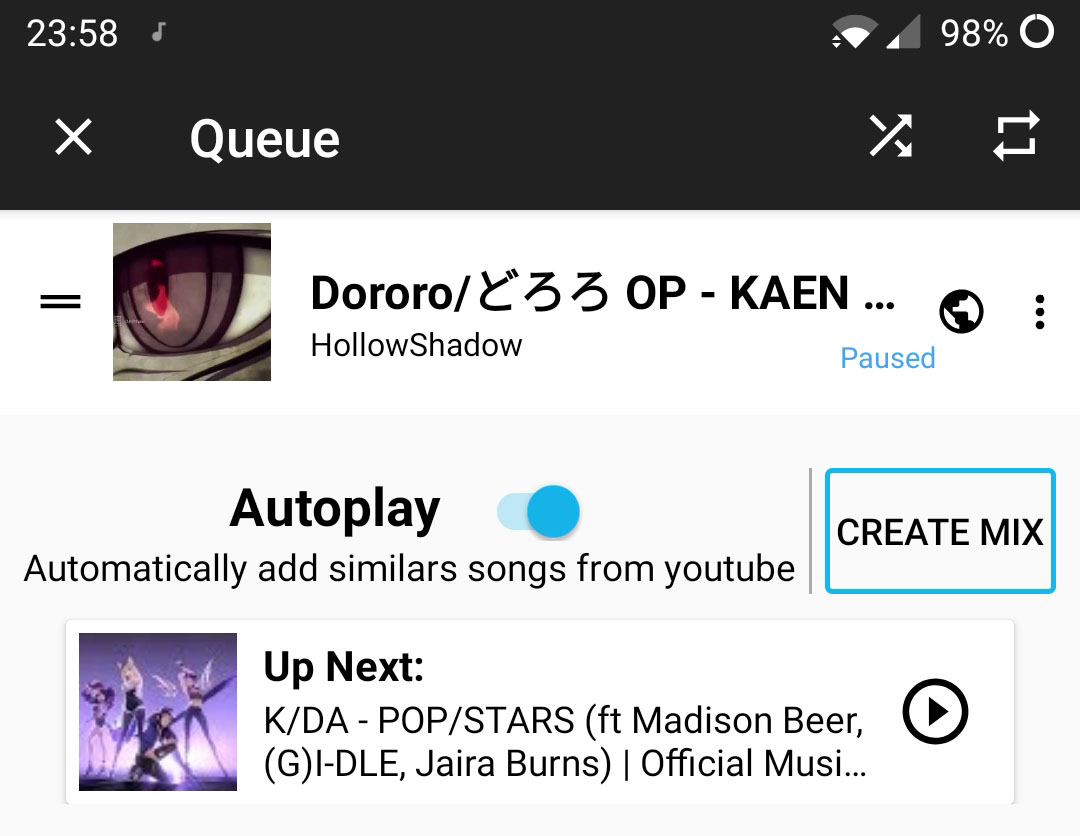 23:58
98%
Queue
Dororo/どろろ OP - KAEN ...
HollowShadow
Paused
Autoplay
Automatically add similars songs from youtube
CREATE MIX
Up Next:
K/DA - POP/STARS (ft Madison Beer,
(G)I-DLE, Jaira Burns) | Official Musi...